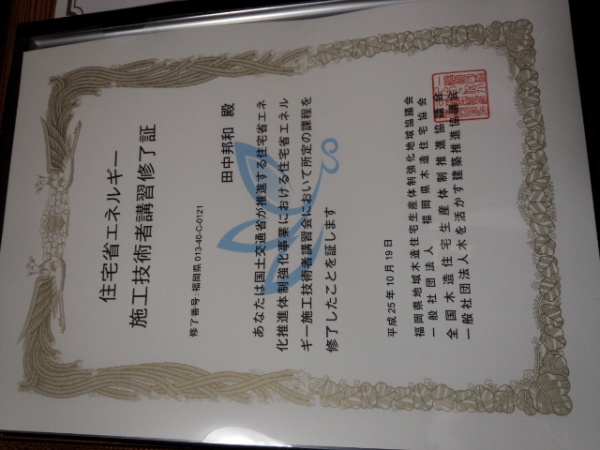 住宅省エネルギー
施工技術者講習修了証
修了番号:福岡県 013-40-C-0121
田中邦和 殿
あなたは国土交通省が推進する住宅省エネ
化推進体制強化事業における住宅省エネル
ギー施工技術者講習会において所定の課程を
修了したことを証します
平成25年10月19日
福岡県地域木造住宅生産体制強化地域協議会
一般社団法人 福岡県木造住宅協会
全国木造住宅生産体制推進協議会
一般社団法人木を活かす建築推進協議会